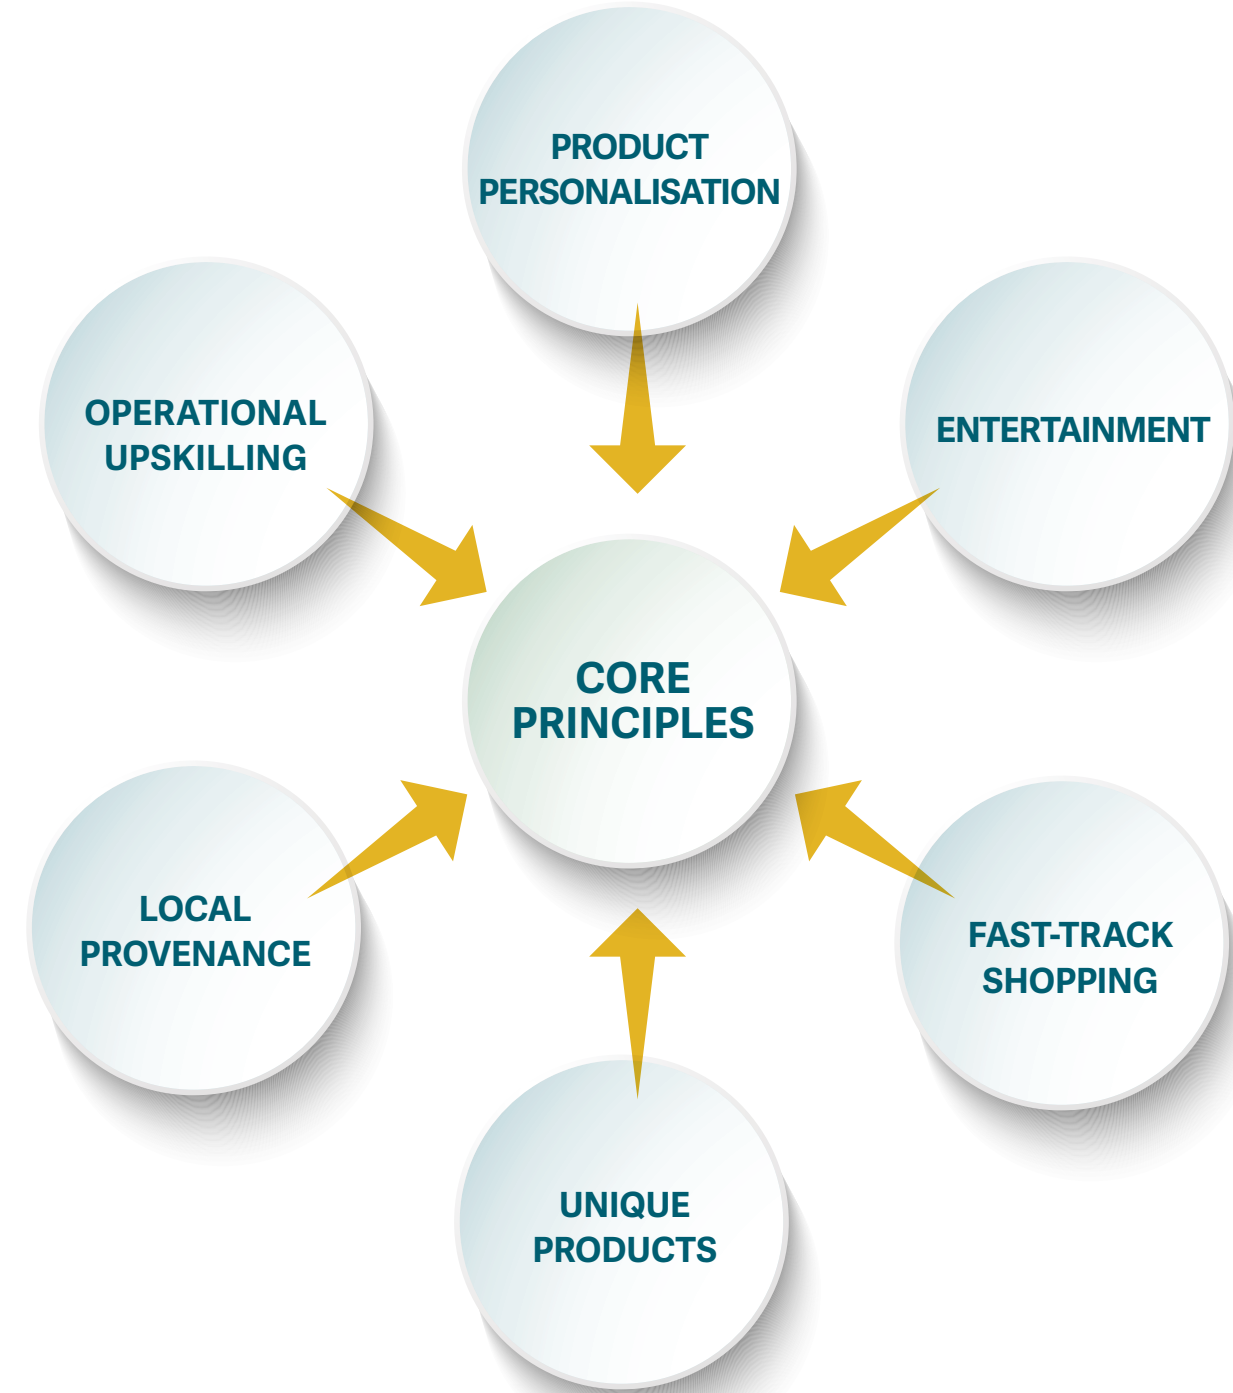 PRODUCT
PERSONALISATION
OPERATIONAL
UPSKILLING
ENTERTAINMENT
CORE
PRINCIPLES
LOCAL
PROVENANCE
FAST-TRACK
SHOPPING
UNIQUE
PRODUCTS